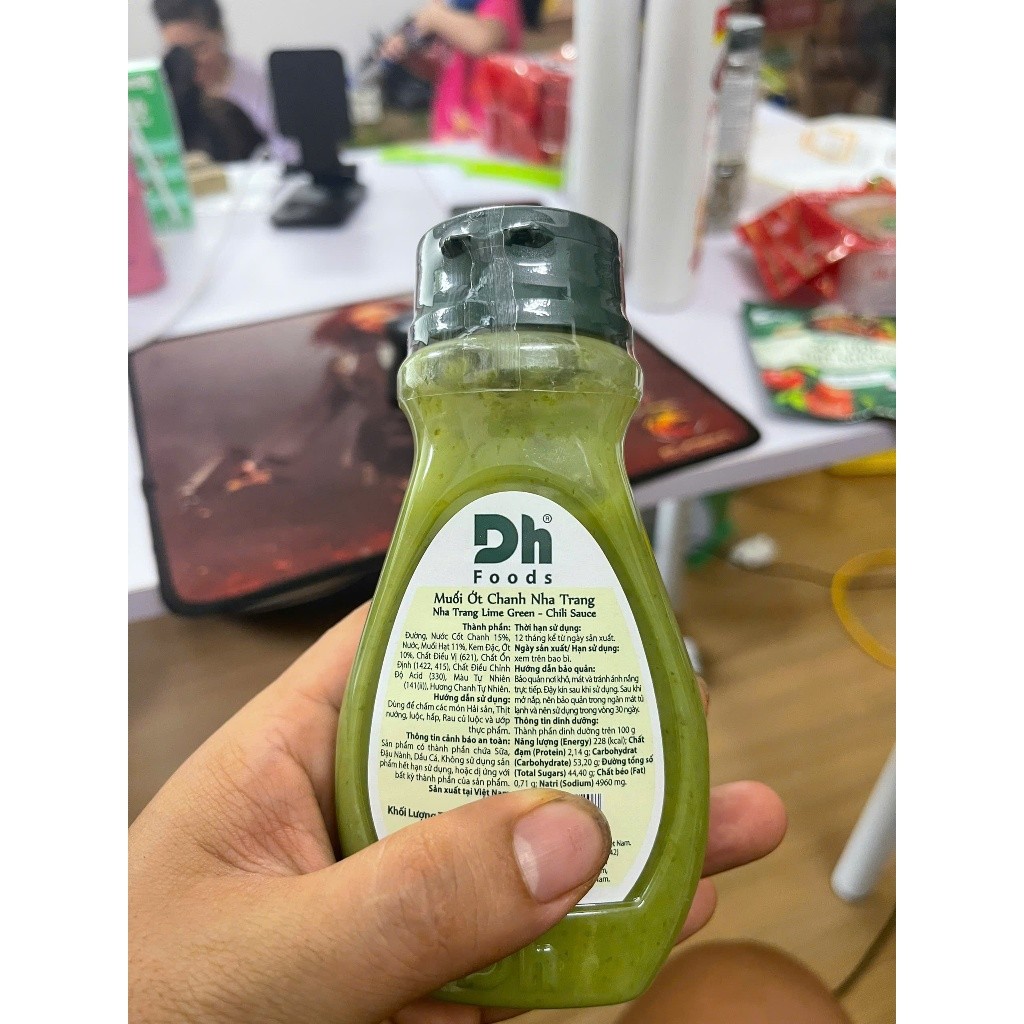 Dh®
Foods
Muối Ớt Chanh Nha Trang
Nha Trang Lime Green - Chili Sauce
Thành phần:
Đường, Nước Cốt Chanh 15%,
Nước, Muối Hạt 11%, Kem Đặc, Ớt
10%, Chất Điều Vị (621), Chất Ổn
Định (1422, 415), Chất Điều Chỉnh
Độ Acid (330), Màu Tự Nhiên
(141(ii)), Hương Chanh Tự Nhiên.
Hướng dẫn sử dụng:
Dùng để chấm các món Hải sản, Thịt
nướng, luộc, hấp, Rau củ luộc và ướp
thực phẩm.
Thông tin cảnh báo an toàn:
Sản phẩm có thành phần chứa Sữa,
Đậu Nành, Dầu Cá. Không sử dụng sản
phẩm hết hạn sử dụng, hoặc dị ứng với
bất kỳ thành phần của sản phẩm.
Sản xuất tại Việt Nam
Khối Lượng
Thời hạn sử dụng:
12 tháng kể từ ngày sản xuất.
Ngày sản xuất/ Hạn sử dụng:
xem trên bao bì.
Hướng dẫn bảo quản:
Bảo quản nơi khô, mát và tránh ánh nắng
trực tiếp. Đậy kín sau khi sử dụng. Sau khi
mở nắp, nên bảo quản trong ngăn mát tủ
lạnh và nên sử dụng trong vòng 30 ngày.
Thông tin dinh dưỡng:
Thành phần dinh dưỡng trên 100 g
Năng lượng (Energy) 228 (kcal); Chất
đạm (Protein) 2,14 g; Carbohydrat
(Carbohydrate) 53,20 g; Đường tổng số
(Total Sugars) 44,40 g; Chất béo (Fat)
0,71 g; Natri (Sodium) 4960 mg.
Nam.